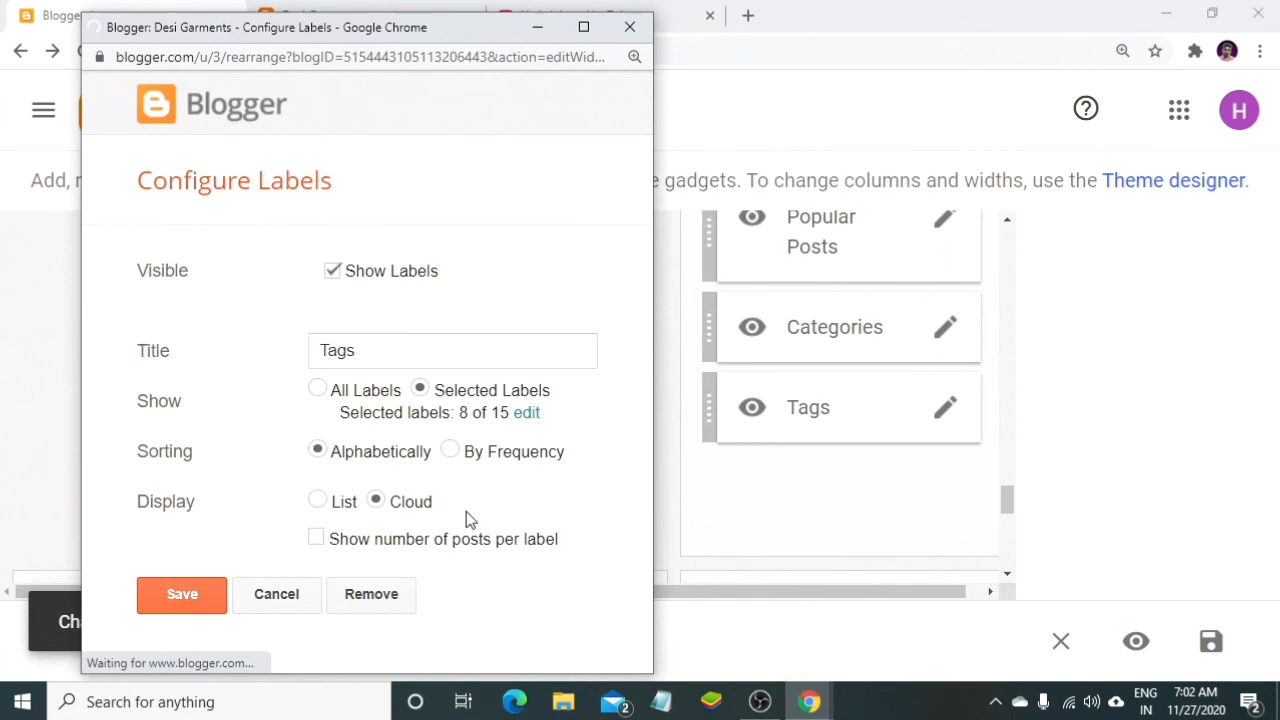 Blogge
Blogger: Desi Garments - Configure Labels - Google Chrome
blogger.com/u/3/rearrange?blogID=5154443105113206443&action=editWid...
Blogger
H
Configure Labels
Add, r
e gadgets. To change columns and widths, use the Theme designer.
Popular
Posts
Visible
Show Labels
Categories
Title
Tags
Show
All Labels
Selected Labels
Selected labels: 8 of 15 edit
Tags
Sorting
Alphabetically
By Frequency
Display
List
Cloud
Show number of posts per label
Save
Cancel
Remove
Cha
Waiting for www.blogger.com...
Search for anything
2
ENG
IN
7:02 AM
11/27/2020
2